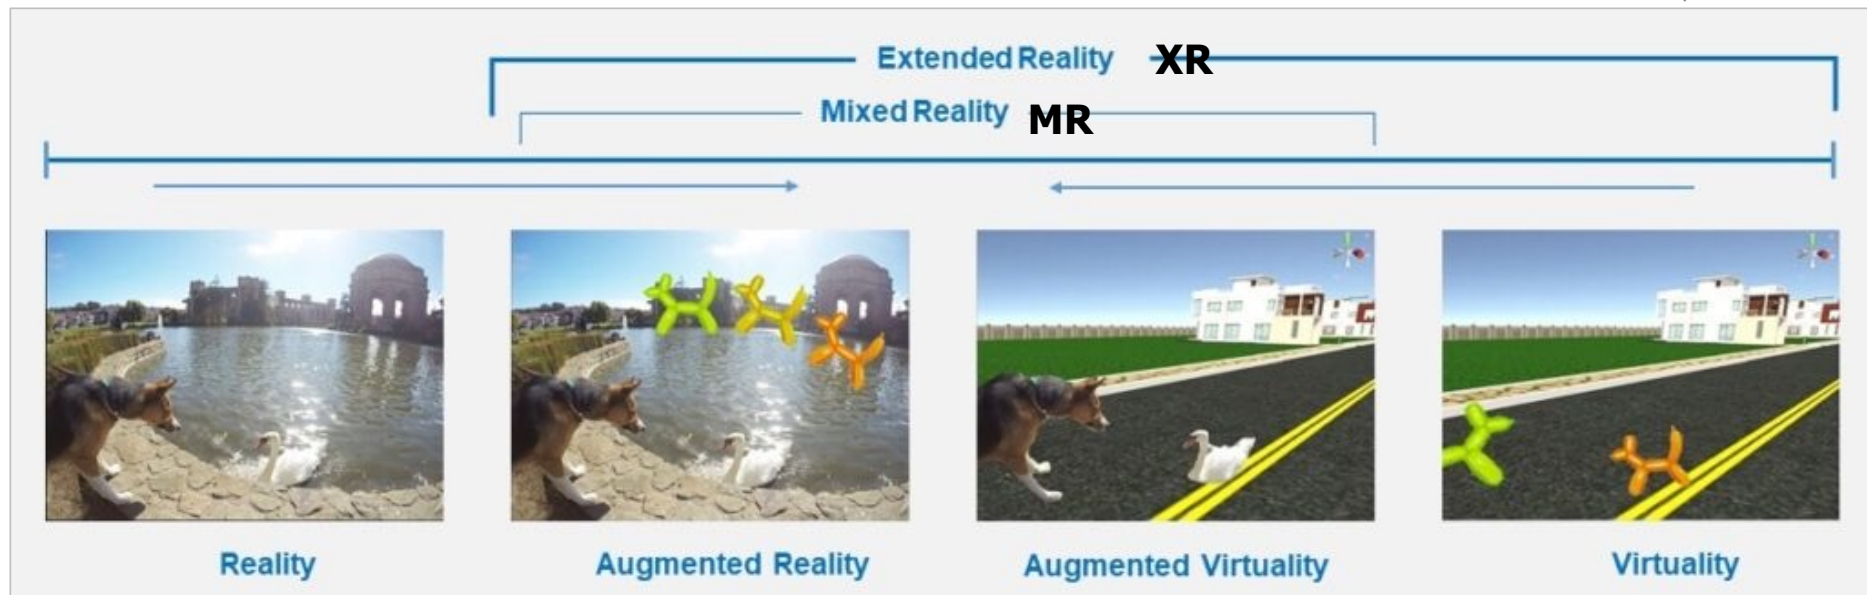 Extended Reality XR
Mixed Reality MR
Reality
Augmented Reality
Augmented Virtuality
Virtuality